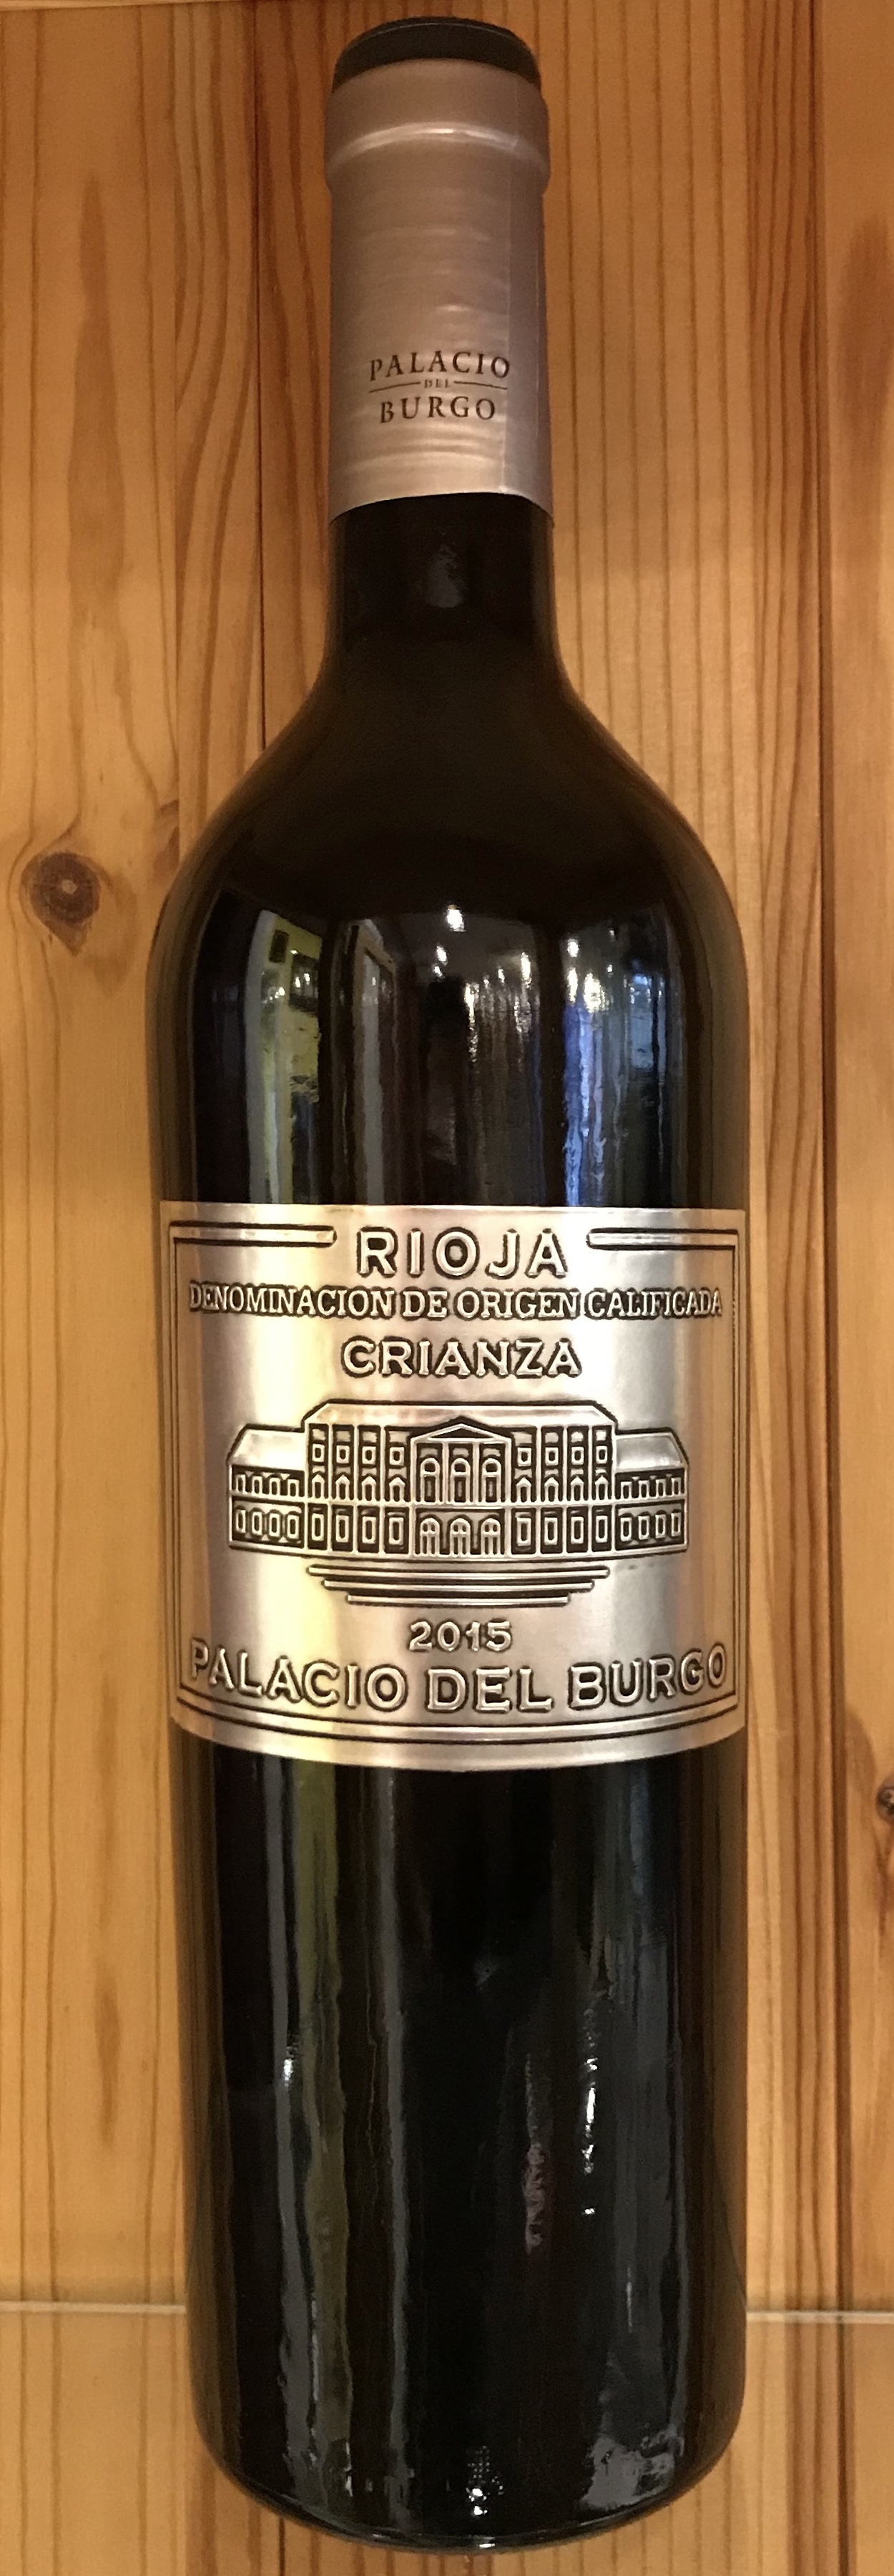 PALACIO
DEL
BURGO
RIOJA
DENOMINACION DE ORIGEN CALIFICADA
CRIANZA
2015
PALACIO DEL BURGO